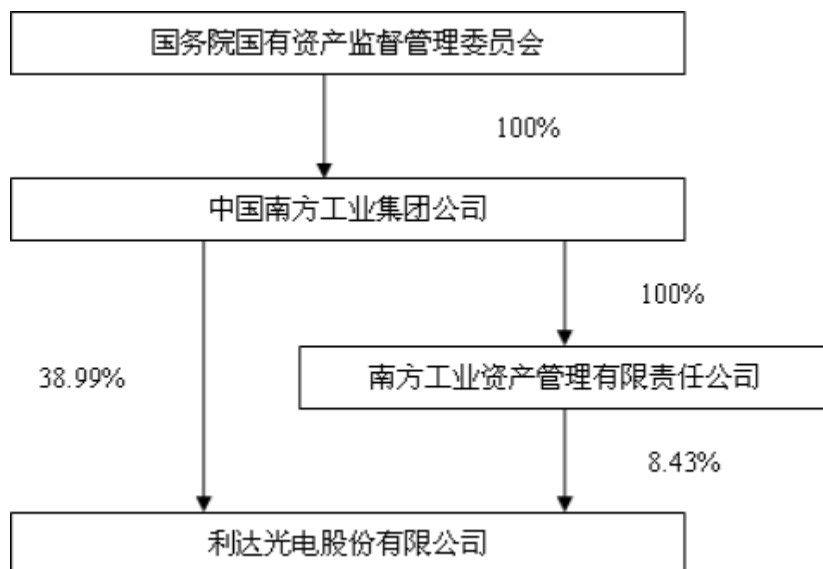 国务院国有资产监督管理委员会
100%
中国南方工业集团公司
100%
38.99%
南方工业资产管理有限责任公司
8.43%
利达光电股份有限公司